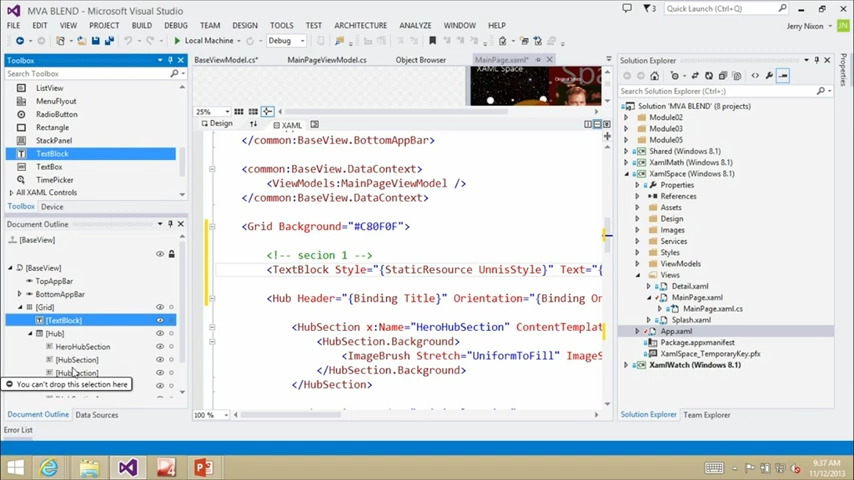 MVA BLEND - Microsoft Visual Studio
3
Quick Launch (Ctrl+Q)
FILE EDIT VIEW PROJECT BUILD DEBUG TEAM DESIGN TOOLS TEST ARCHITECTURE ANALYZE WINDOW HELP
Jerry Nixon
JN
Local Machine
Debug
Toolbox
Search Toolbox
ListView
MenuFlyout
RadioButton
Rectangle
StackPanel
TextBlock
TextBox
TimePicker
All XAML Controls
Toolbox Device
Document Outline
[BaseView]
[BaseView]
TopAppBar
BottomAppBar
[Grid]
[TextBlock]
[Hub]
HeroHubSection
[HubSection]
[HubSection]
You can't drop this selection here
Document Outline Data Sources
Error List
BaseViewModel.cs* MainPageViewModel.cs Object Browser MainPage.xaml*
XAML Space
25%
Design XAML
</common:BaseView.BottomAppBar>
<common:BaseView.DataContext>
<ViewModels:MainPageViewModel />
</common:BaseView.DataContext>
<Grid Background="#C80F0F">
<!-- secion 1 -->
<TextBlock Style="{StaticResource UnnisStyle}" Text="{
<Hub Header="{Binding Title}" Orientation="{Binding On
<HubSection x:Name="HeroHubSection" ContentTemplat
<HubSection.Background>
<ImageBrush Stretch="UniformToFill" ImageS
</HubSection.Background>
</HubSection>
100 %
Solution Explorer
Search Solution Explorer (Ctrl+;)
Solution 'MVA BLEND' (8 projects)
Module02
Module03
Module05
Shared (Windows 8.1)
XamlMath (Windows 8.1)
XamlSpace (Windows 8.1)
Properties
References
Assets
Design
Images
Services
ViewModels
Views
Detail.xaml
MainPage.xaml
MainPage.xaml.cs
Splash.xaml
App.xaml
Package.appxmanifest
XamlSpace_TemporaryKey.pfx
XamlWatch (Windows 8.1)
Solution Explorer Team Explorer
Properties
9:37 AM
11/12/2013